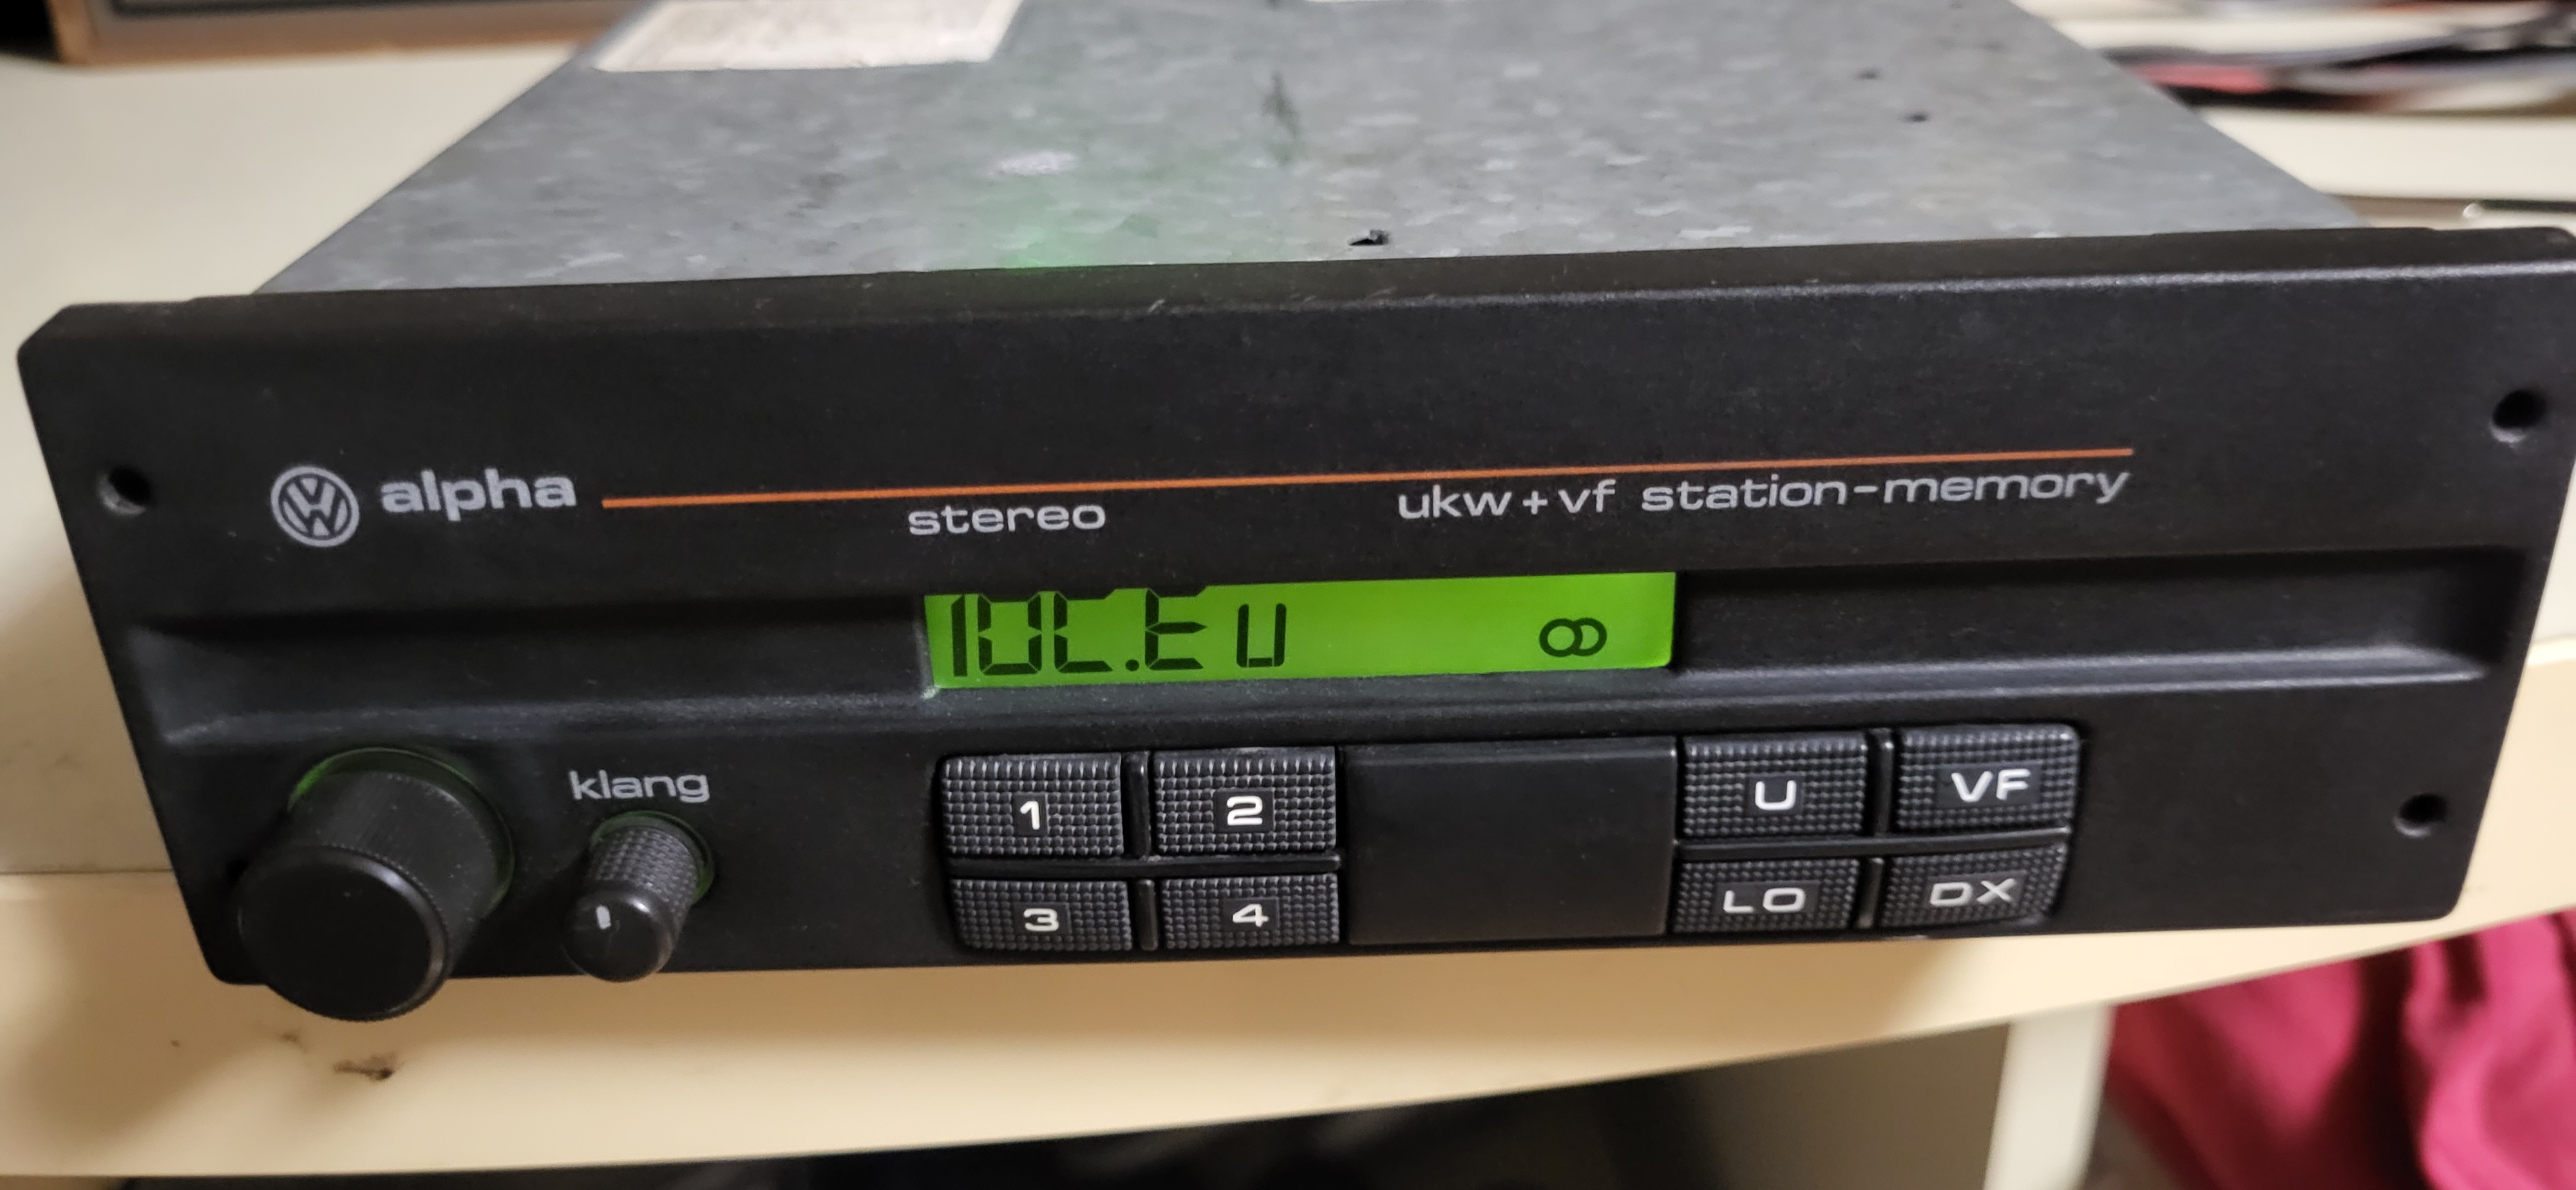 alpha
stereo
ukw + vf station-memory
U
klang
1
2
U
VF
3
4
LO
DX